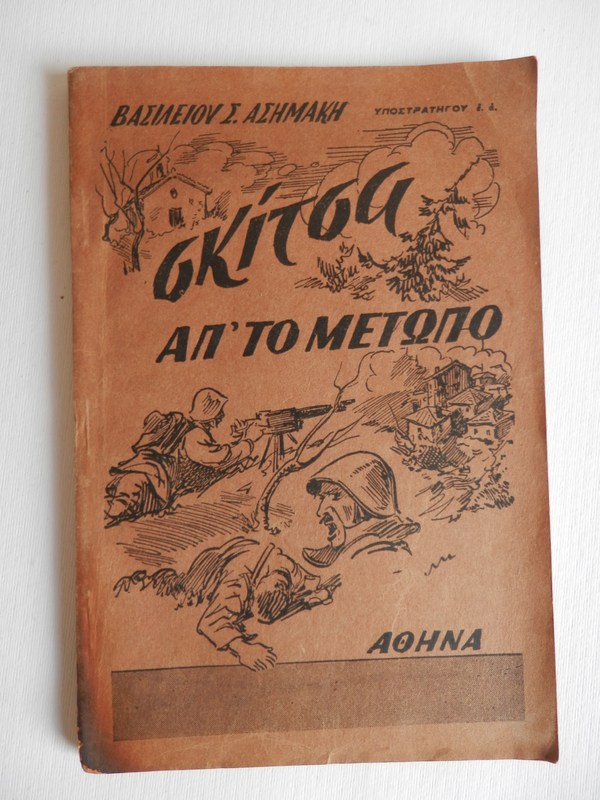 ΒΑΣΙΛΕΙΟΥ Σ. ΑΣΗΜΑΚΗ ΥΠΟΣΤΡΑΤΗΓΟΥ ἐ. ἀ.
σκίτσα
ΑΠ' ΤΟ ΜΕΤΩΠΟ
ΑΘΗΝΑ